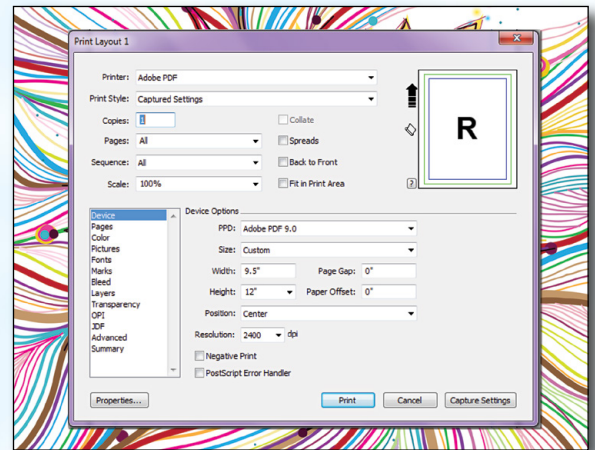 Print Layout 1
Printer: Adobe PDF
Print Style: Captured Settings
Copies: 1 Collate
Pages: All Spreads
Sequence: All Back to Front
Scale: 100% Fit in Print Area
R
?
Device Device Options
Pages
Color
Pictures
Fonts
Marks
Bleed
Layers
Transparency
OPI
JDF
Advanced
Summary
PPD: Adobe PDF 9.0
Size: Custom
Width: 9.5" Page Gap: 0"
Height: 12" Paper Offset: 0"
Position: Center
Resolution: 2400 dpi
Negative Print
PostScript Error Handler
Properties... Print Cancel Capture Settings